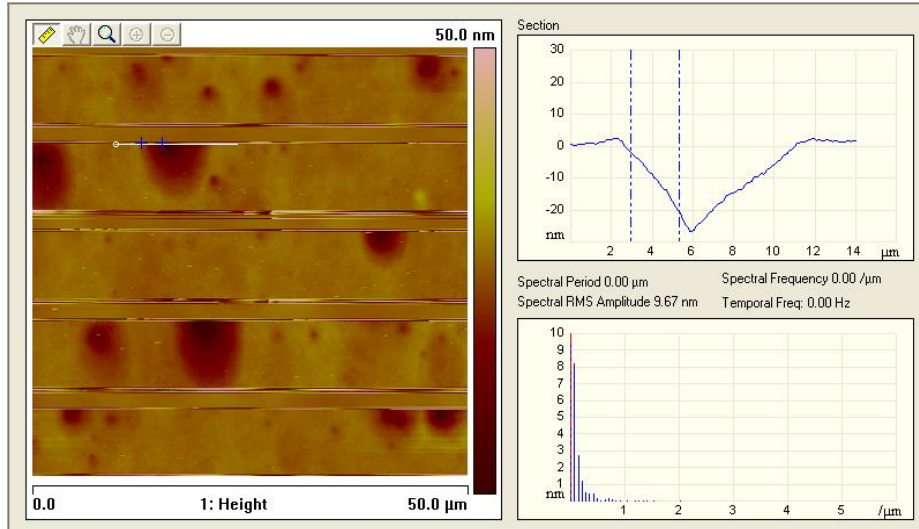 50.0 nm
0.0
1: Height
50.0 µm
Section
30
20
10
0
-10
-20
nm
2
4
6
8
10
12
14
µm
Spectral Period 0.00 µm
Spectral Frequency 0.00 /µm
Spectral RMS Amplitude 9.67 nm
Temporal Freq: 0.00 Hz
10
9
8
7
6
5
4
3
2
1
nm
1
2
3
4
5
/µm